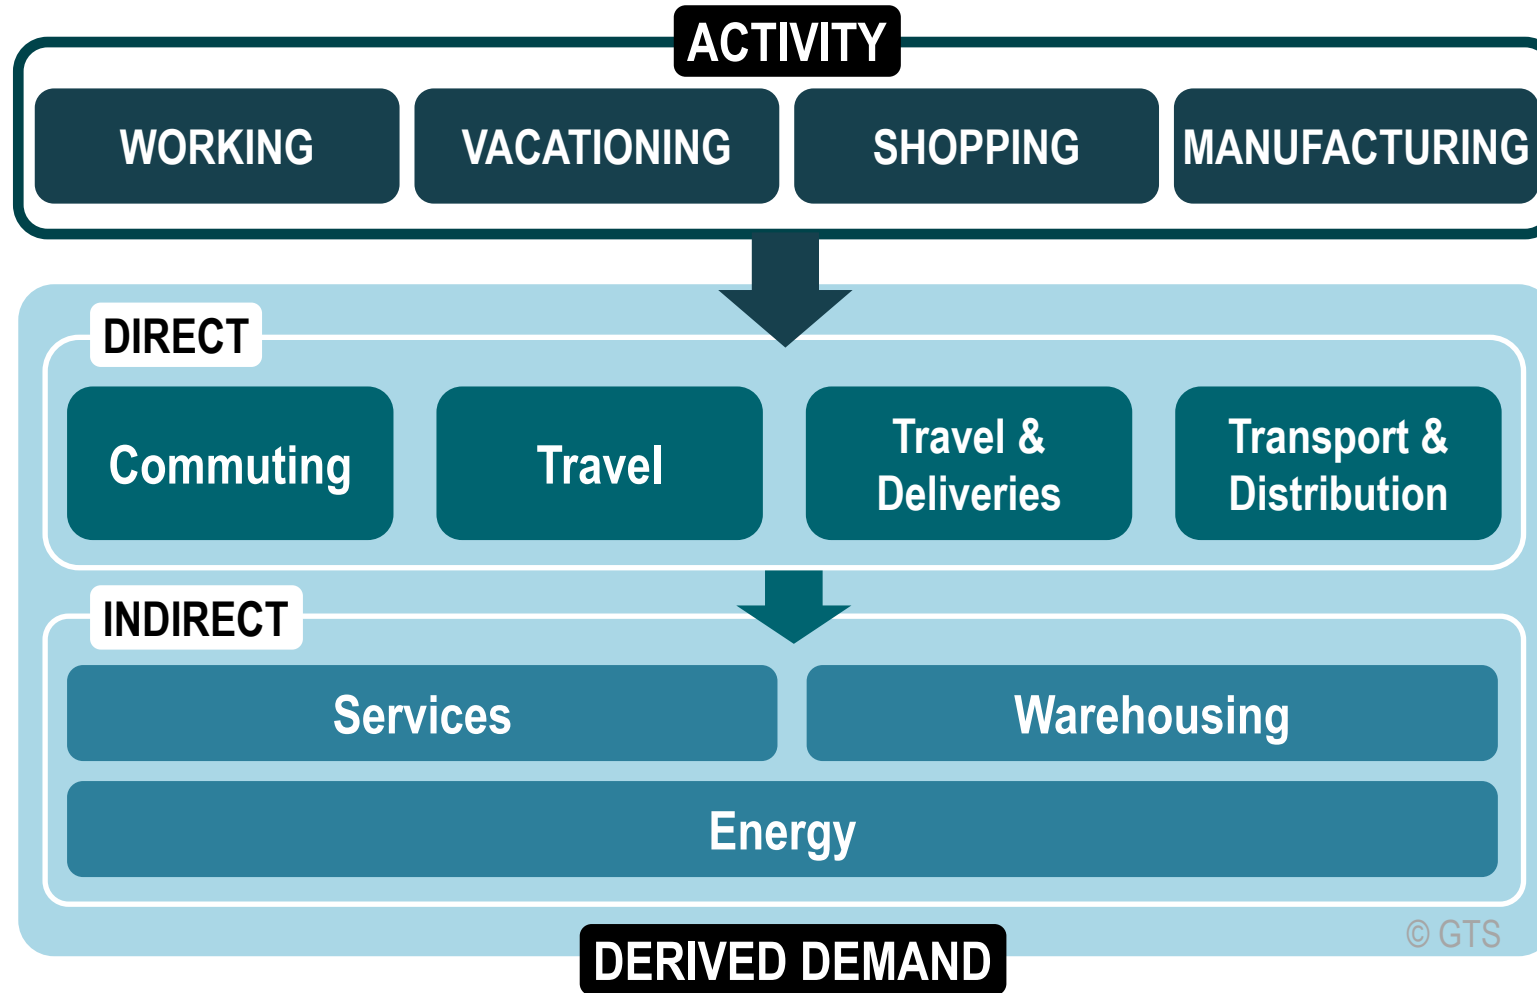 ACTIVITY
WORKING
VACATIONING
SHOPPING
MANUFACTURING
DIRECT
Commuting
Travel
Travel &
Deliveries
Transport &
Distribution
INDIRECT
Services
Warehousing
Energy
© GTS
DERIVED DEMAND